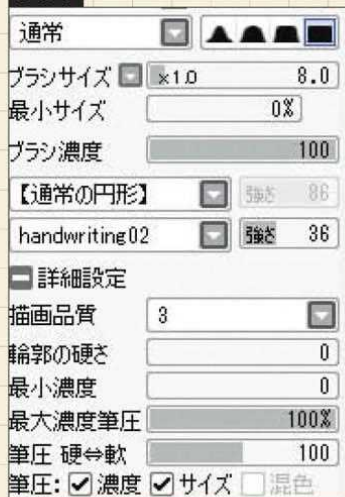 通常
ブラシサイズ ×1.0 8.0
最小サイズ 0%
ブラシ濃度 100
【通常の円形】 強さ 86
handwriting02 強さ 36
詳細設定
描画品質 3
輪郭の硬さ 0
最小濃度 0
最大濃度筆圧 100%
筆圧 硬⇔軟 100
筆圧: 濃度 サイズ 混色